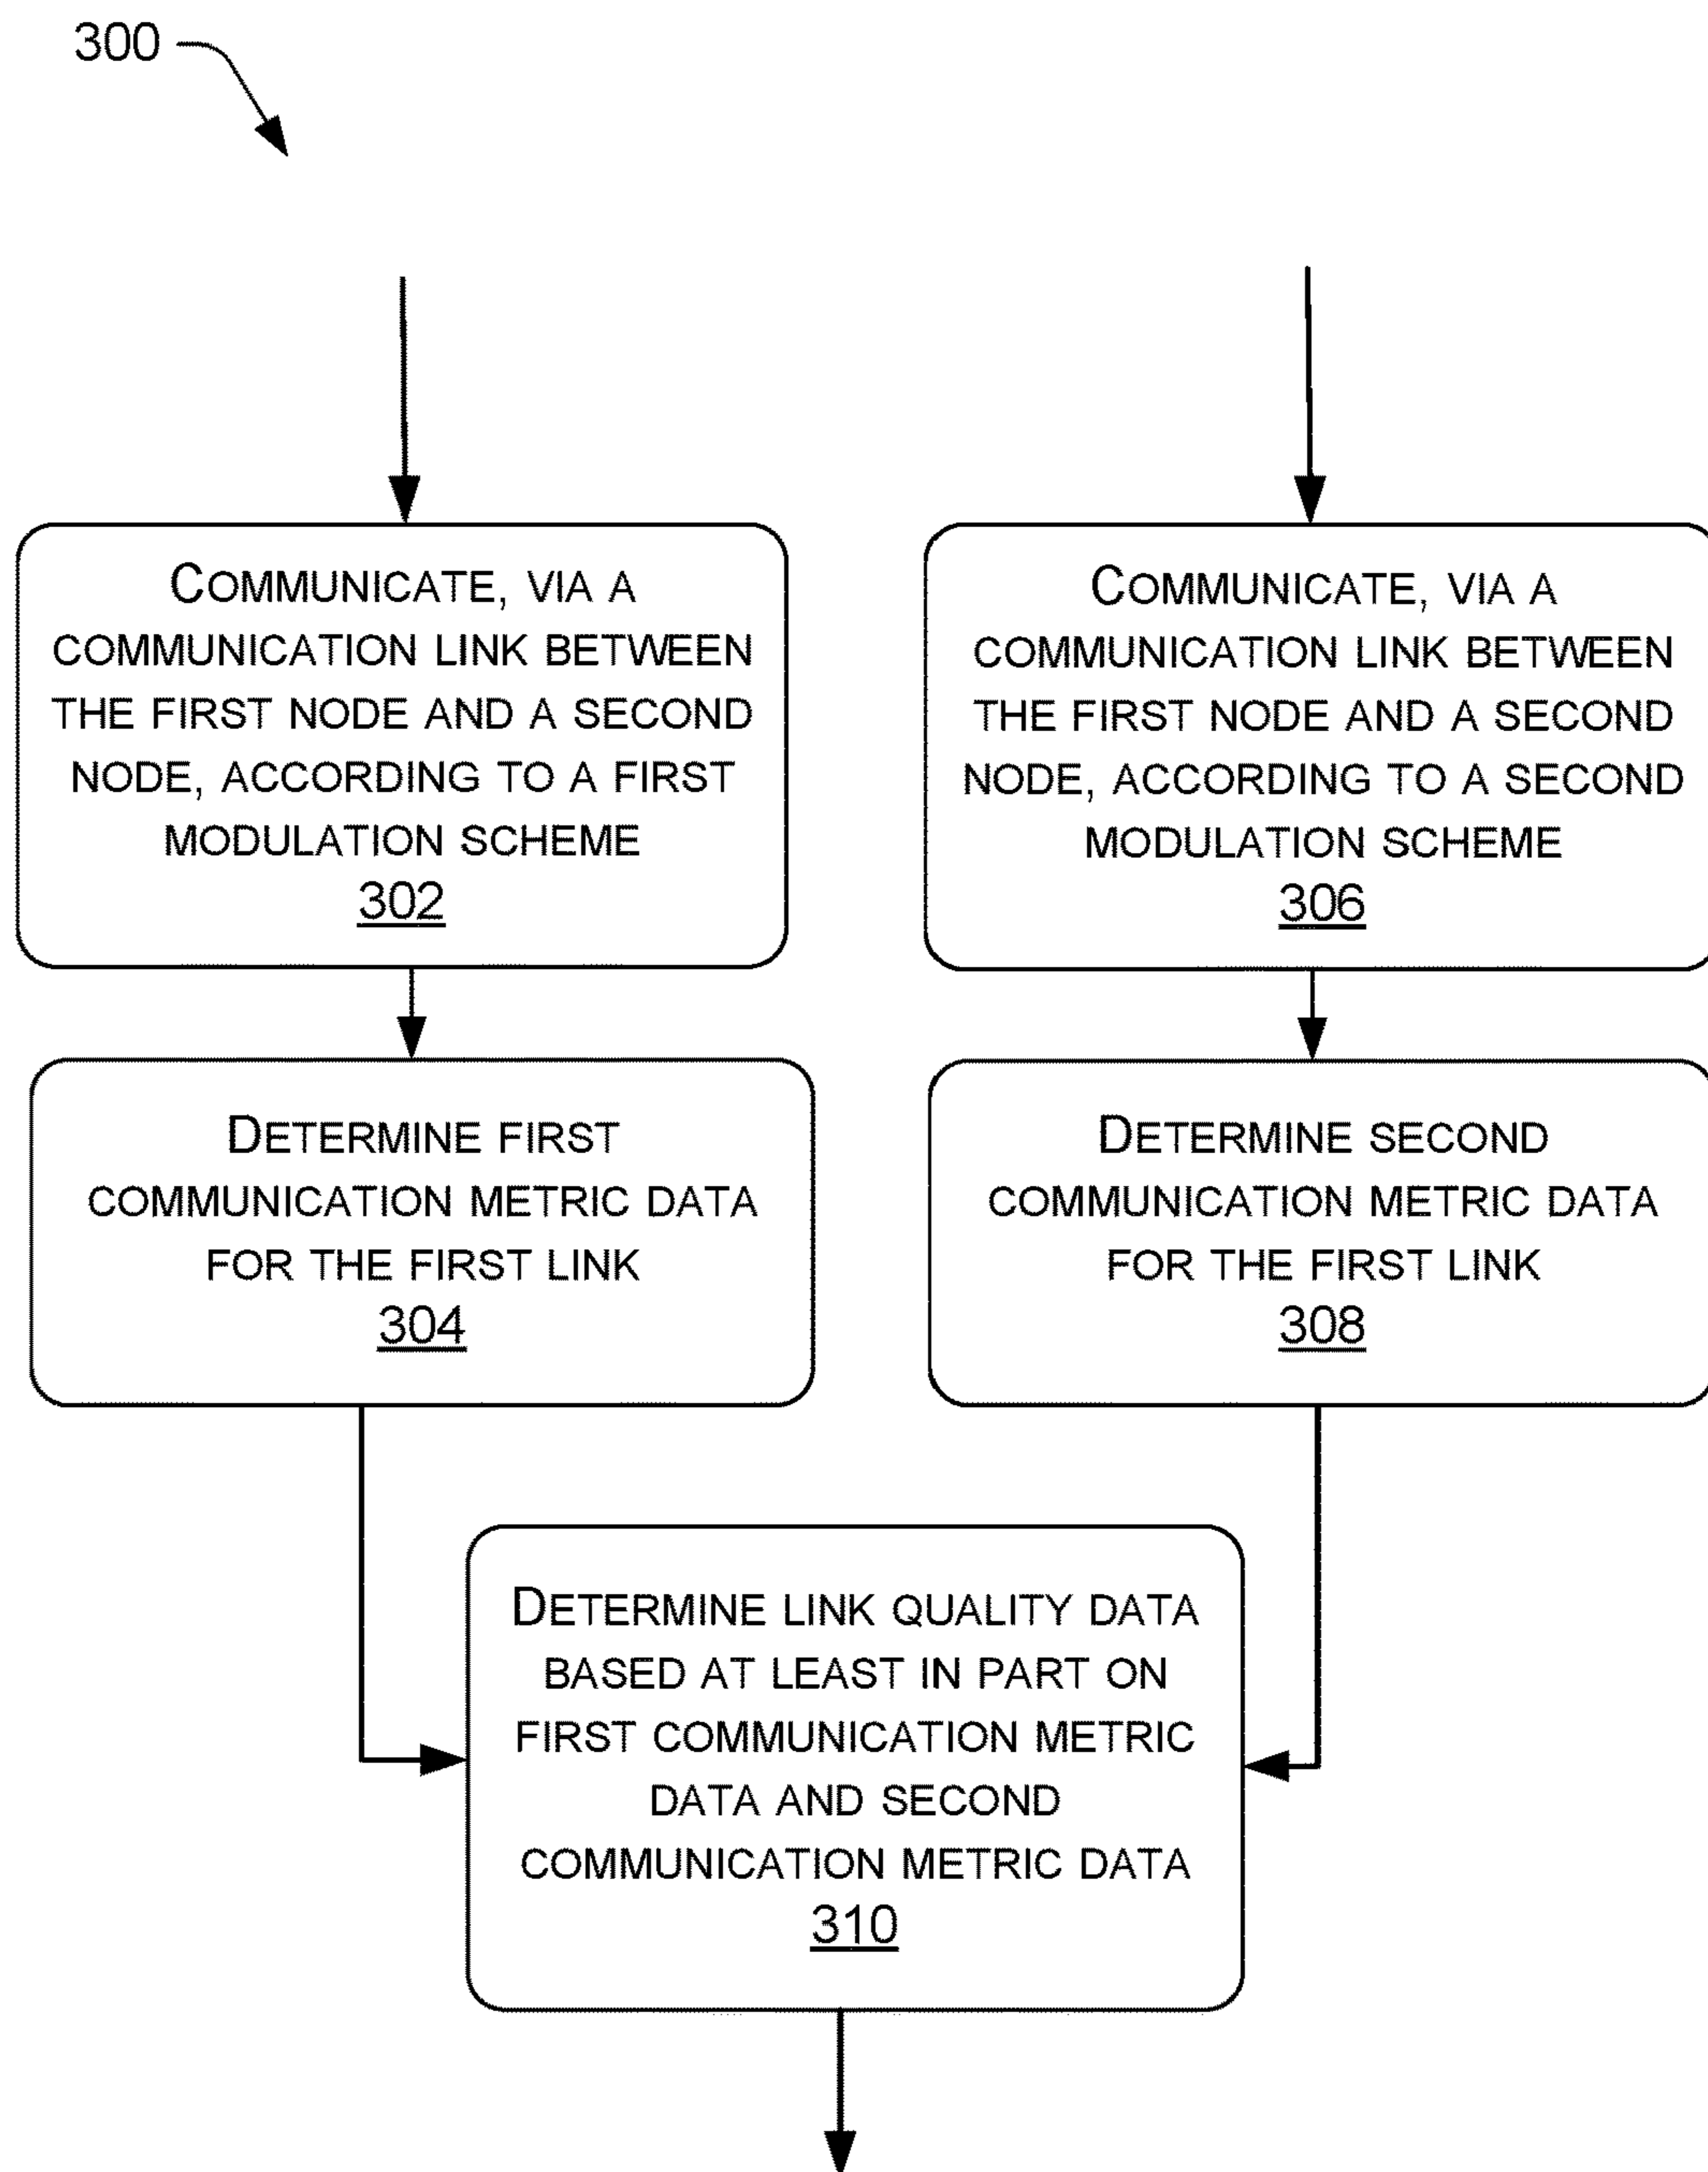 300
COMMUNICATE, VIA A
COMMUNICATION LINK BETWEEN
THE FIRST NODE AND A SECOND
NODE, ACCORDING TO A FIRST
MODULATION SCHEME
302
COMMUNICATE, VIA A
COMMUNICATION LINK BETWEEN
THE FIRST NODE AND A SECOND
NODE, ACCORDING TO A SECOND
MODULATION SCHEME
306
DETERMINE FIRST
COMMUNICATION METRIC DATA
FOR THE FIRST LINK
304
DETERMINE SECOND
COMMUNICATION METRIC DATA
FOR THE FIRST LINK
308
DETERMINE LINK QUALITY DATA
BASED AT LEAST IN PART ON
FIRST COMMUNICATION METRIC
DATA AND SECOND
COMMUNICATION METRIC DATA
310